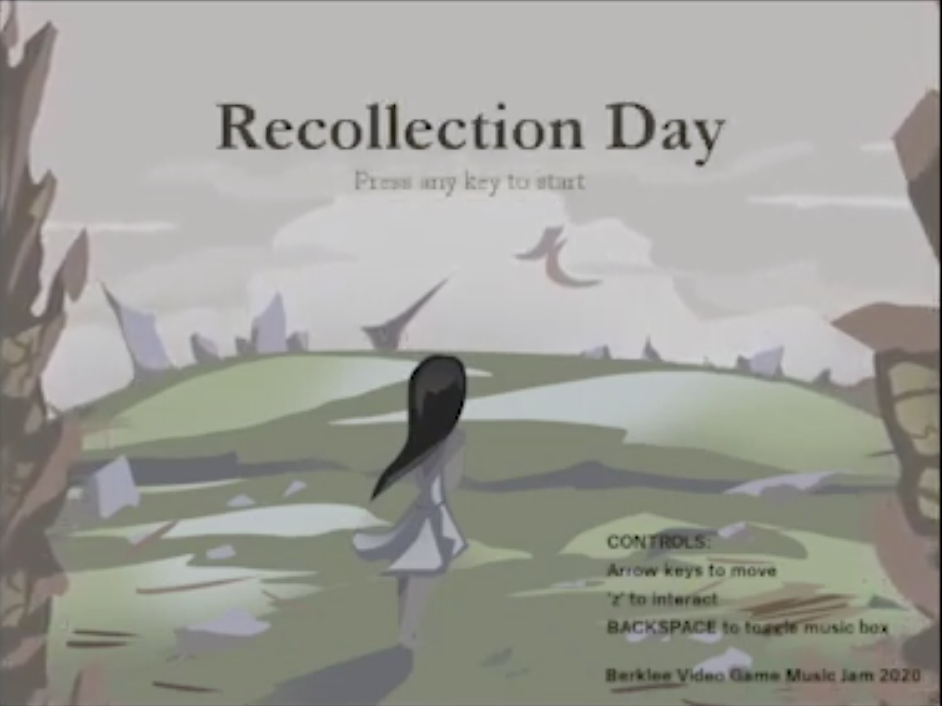 Recollection Day
Press any key to start
CONTROLS:
Arrow keys to move
'z' to interact
BACKSPACE to toggle music box
Berklee Video Game Music Jam 2020